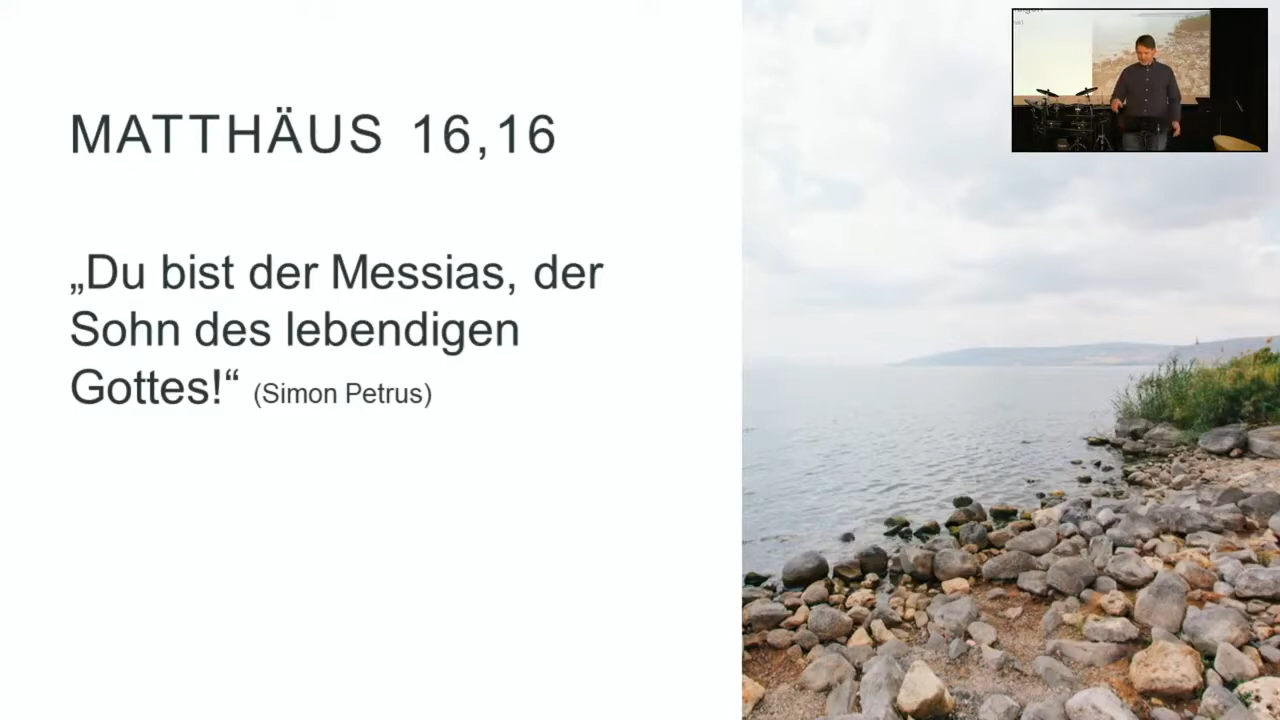 MATTHÄUS 16,16
„Du bist der Messias, der
Sohn des lebendigen
Gottes!“ (Simon Petrus)